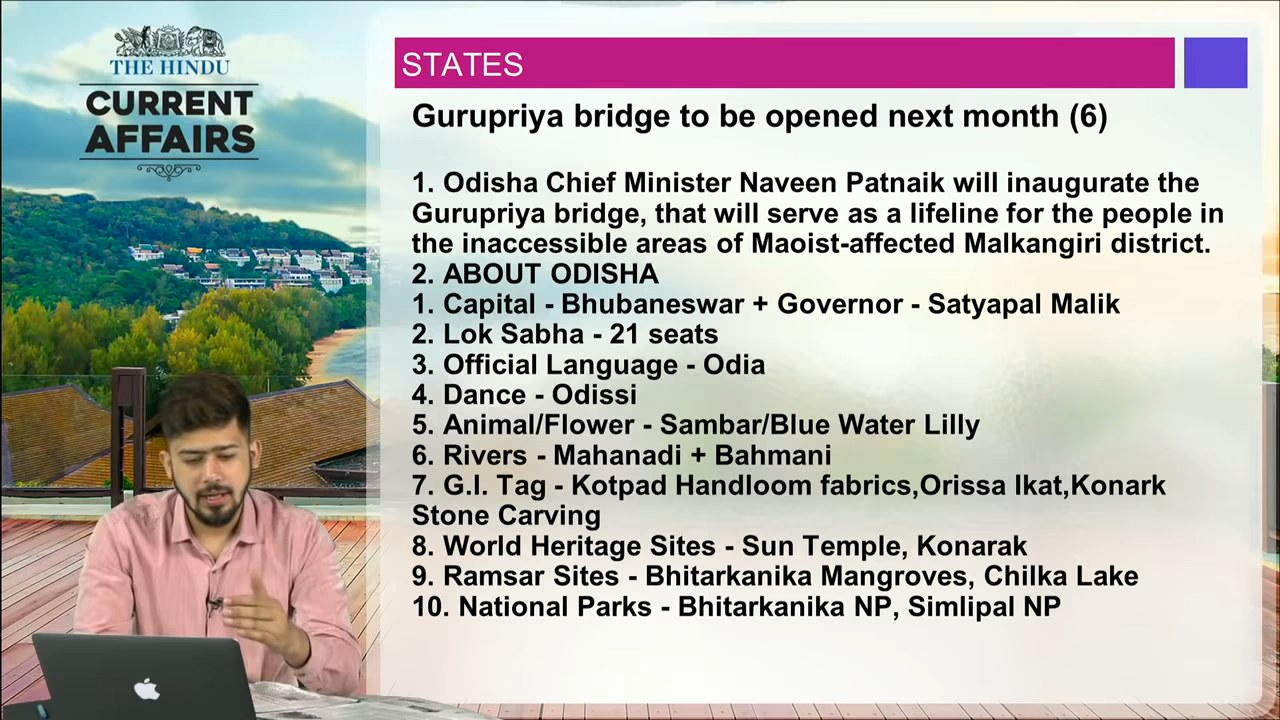 THE HINDU
CURRENT
AFFAIRS
STATES
Gurupriya bridge to be opened next month (6)
1. Odisha Chief Minister Naveen Patnaik will inaugurate the
Gurupriya bridge, that will serve as a lifeline for the people in
the inaccessible areas of Maoist-affected Malkangiri district.
2. ABOUT ODISHA
1. Capital - Bhubaneswar + Governor - Satyapal Malik
2. Lok Sabha - 21 seats
3. Official Language - Odia
4. Dance - Odissi
5. Animal/Flower - Sambar/Blue Water Lilly
6. Rivers - Mahanadi + Bahmani
7. G.I. Tag - Kotpad Handloom fabrics,Orissa Ikat,Konark
Stone Carving
8. World Heritage Sites - Sun Temple, Konarak
9. Ramsar Sites - Bhitarkanika Mangroves, Chilka Lake
10. National Parks - Bhitarkanika NP, Simlipal NP